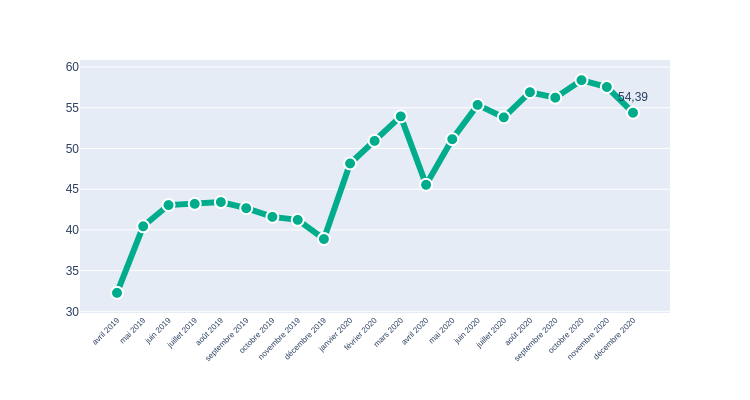 60
55
50
45
40
35
30
54,39
avril 2019
mai 2019
juin 2019
juillet 2019
août 2019
septembre 2019
octobre 2019
novembre 2019
décembre 2019
janvier 2020
février 2020
mars 2020
avril 2020
mai 2020
juin 2020
juillet 2020
août 2020
septembre 2020
octobre 2020
novembre 2020
décembre 2020